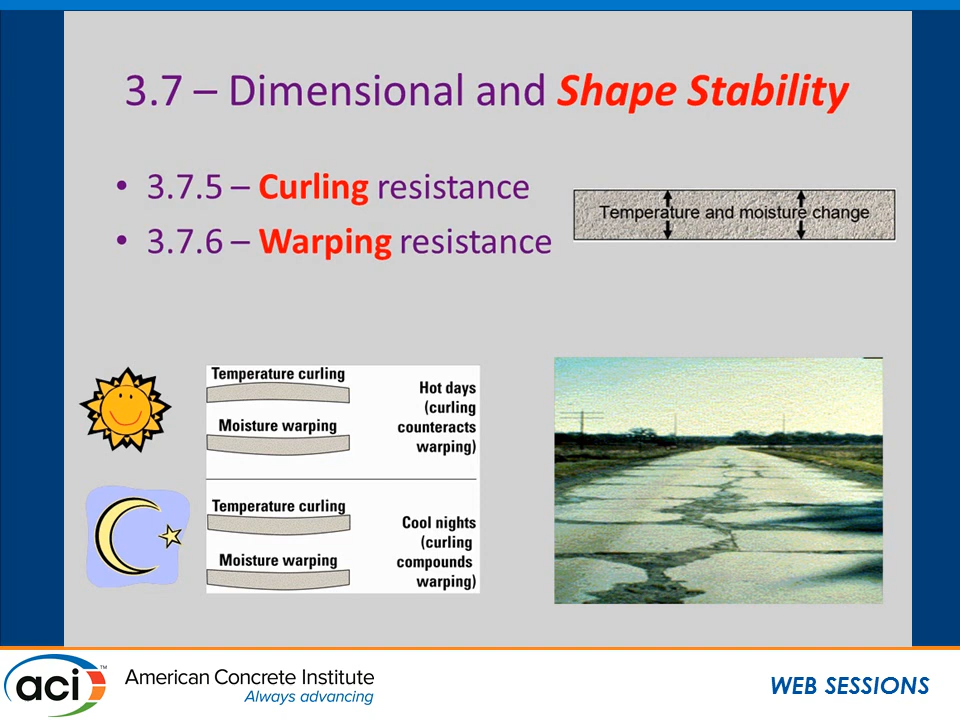 3.7 – Dimensional and Shape Stability
• 3.7.5 – Curling resistance
• 3.7.6 – Warping resistance
Temperature and moisture change
Temperature curling
Moisture warping
Hot days
(curling
counteracts
warping)
Temperature curling
Moisture warping
Cool nights
(curling
compounds
warping)
aci™
American Concrete Institute
Always advancing
WEB SESSIONS